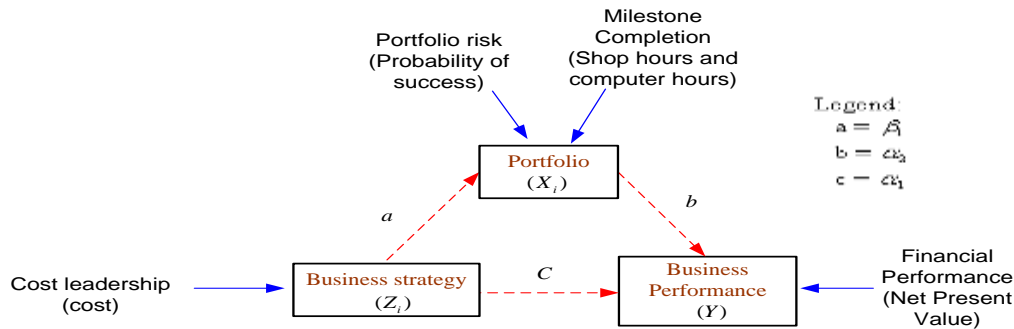 Milestone
Completion
(Shop hours and
computer hours)
Portfolio risk
(Probability of
success)
Legend:
a = β₁
b = α₂
c = α₁
Portfolio
(Xᵢ)
a
b
Cost leadership
(cost)
Business strategy
(Zᵢ)
C
Business
Performance
(Y)
Financial
Performance
(Net Present
Value)